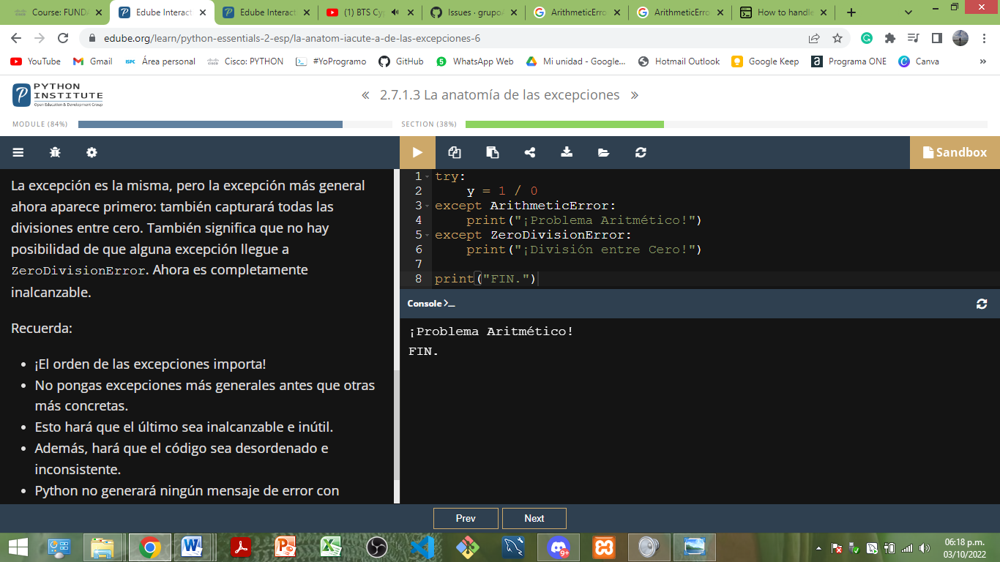 Course: FUND
Edube Interact
Edube Interact
(1) BTS Cy
Issues · grupo
ArithmeticErro
ArithmeticErro
How to handle
edube.org/learn/python-essentials-2-esp/la-anatom-iacute-a-de-las-excepciones-6
YouTube
Gmail
Área personal
Cisco: PYTHON
#YoProgramo
GitHub
WhatsApp Web
Mi unidad - Google...
Hotmail Outlook
Google Keep
Programa ONE
Canva
»
PYTHON
INSTITUTE
Open Education & Development Group
« 2.7.1.3 La anatomía de las excepciones »
MODULE (84%)
SECTION (38%)
Sandbox
La excepción es la misma, pero la excepción más general
ahora aparece primero: también capturará todas las
divisiones entre cero. También significa que no hay
posibilidad de que alguna excepción llegue a
ZeroDivisionError. Ahora es completamente
inalcanzable.
Recuerda:
• ¡El orden de las excepciones importa!
• No pongas excepciones más generales antes que otras
más concretas.
• Esto hará que el último sea inalcanzable e inútil.
• Además, hará que el código sea desordenado e
inconsistente.
• Python no generará ningún mensaje de error con
1 try:
2     y = 1 / 0
3 except ArithmeticError:
4     print("¡Problema Aritmético!")
5 except ZeroDivisionError:
6     print("¡División entre Cero!")
7
8 print("FIN.")
Console >_
¡Problema Aritmético!
FIN.
Prev
Next
9+
06:18 p.m.
03/10/2022